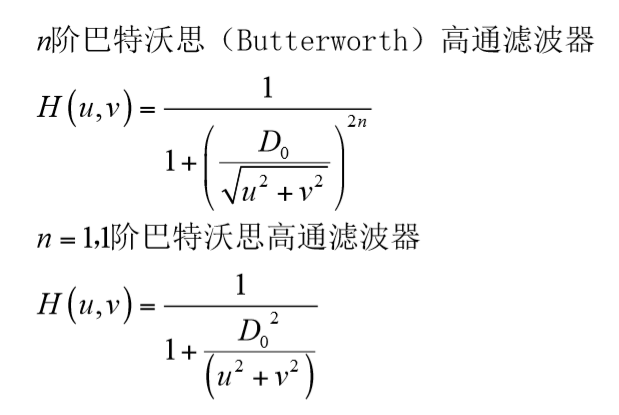 n阶巴特沃思（Butterworth）高通滤波器
H(u,v) = 1 / (1 + (D₀ / √(u² + v²))²ⁿ)
n = 1,1阶巴特沃思高通滤波器
H(u,v) = 1 / (1 + D₀² / (u² + v²))